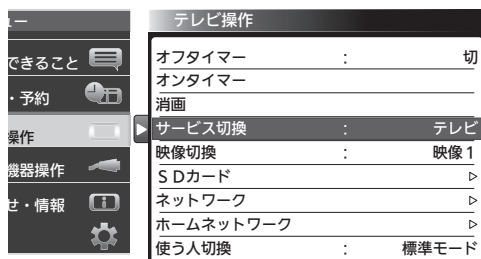 ュー
できること
・予約
操作
機器操作
せ・情報
テレビ操作
オフタイマー : 切
オンタイマー
消画
サービス切換 : テレビ
映像切換 : 映像1
SDカード
ネットワーク
ホームネットワーク
使う人切換 : 標準モード